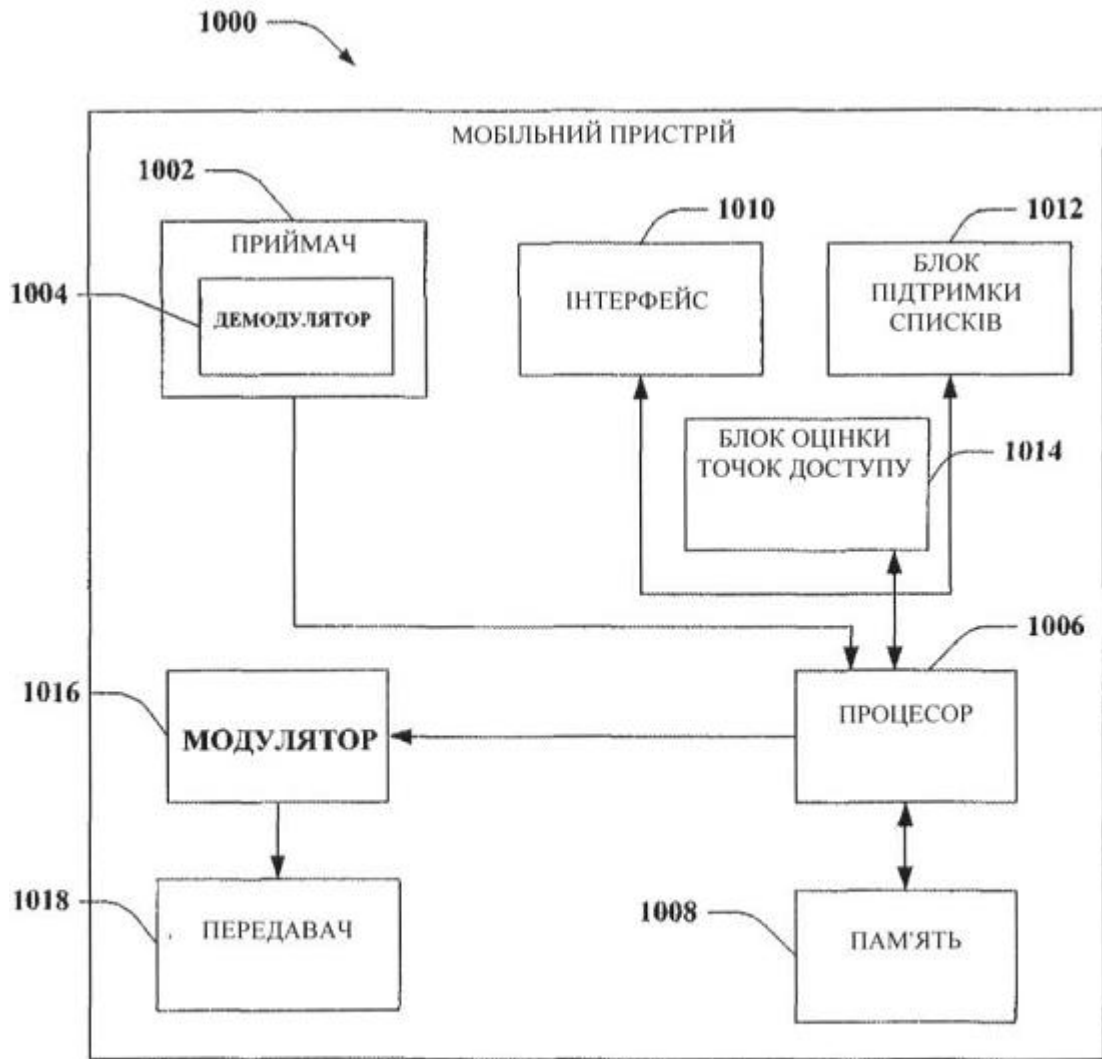 1000
МОБІЛЬНИЙ ПРИСТРІЙ
1002
ПРИЙМАЧ
1004
ДЕМОДУЛЯТОР
1010
ІНТЕРФЕЙС
1012
БЛОК
ПІДТРИМКИ
СПИСКІВ
БЛОК ОЦІНКИ
ТОЧОК ДОСТУПУ
1014
1006
ПРОЦЕСОР
1016
МОДУЛЯТОР
1018
ПЕРЕДАВАЧ
1008
ПАМ'ЯТЬ